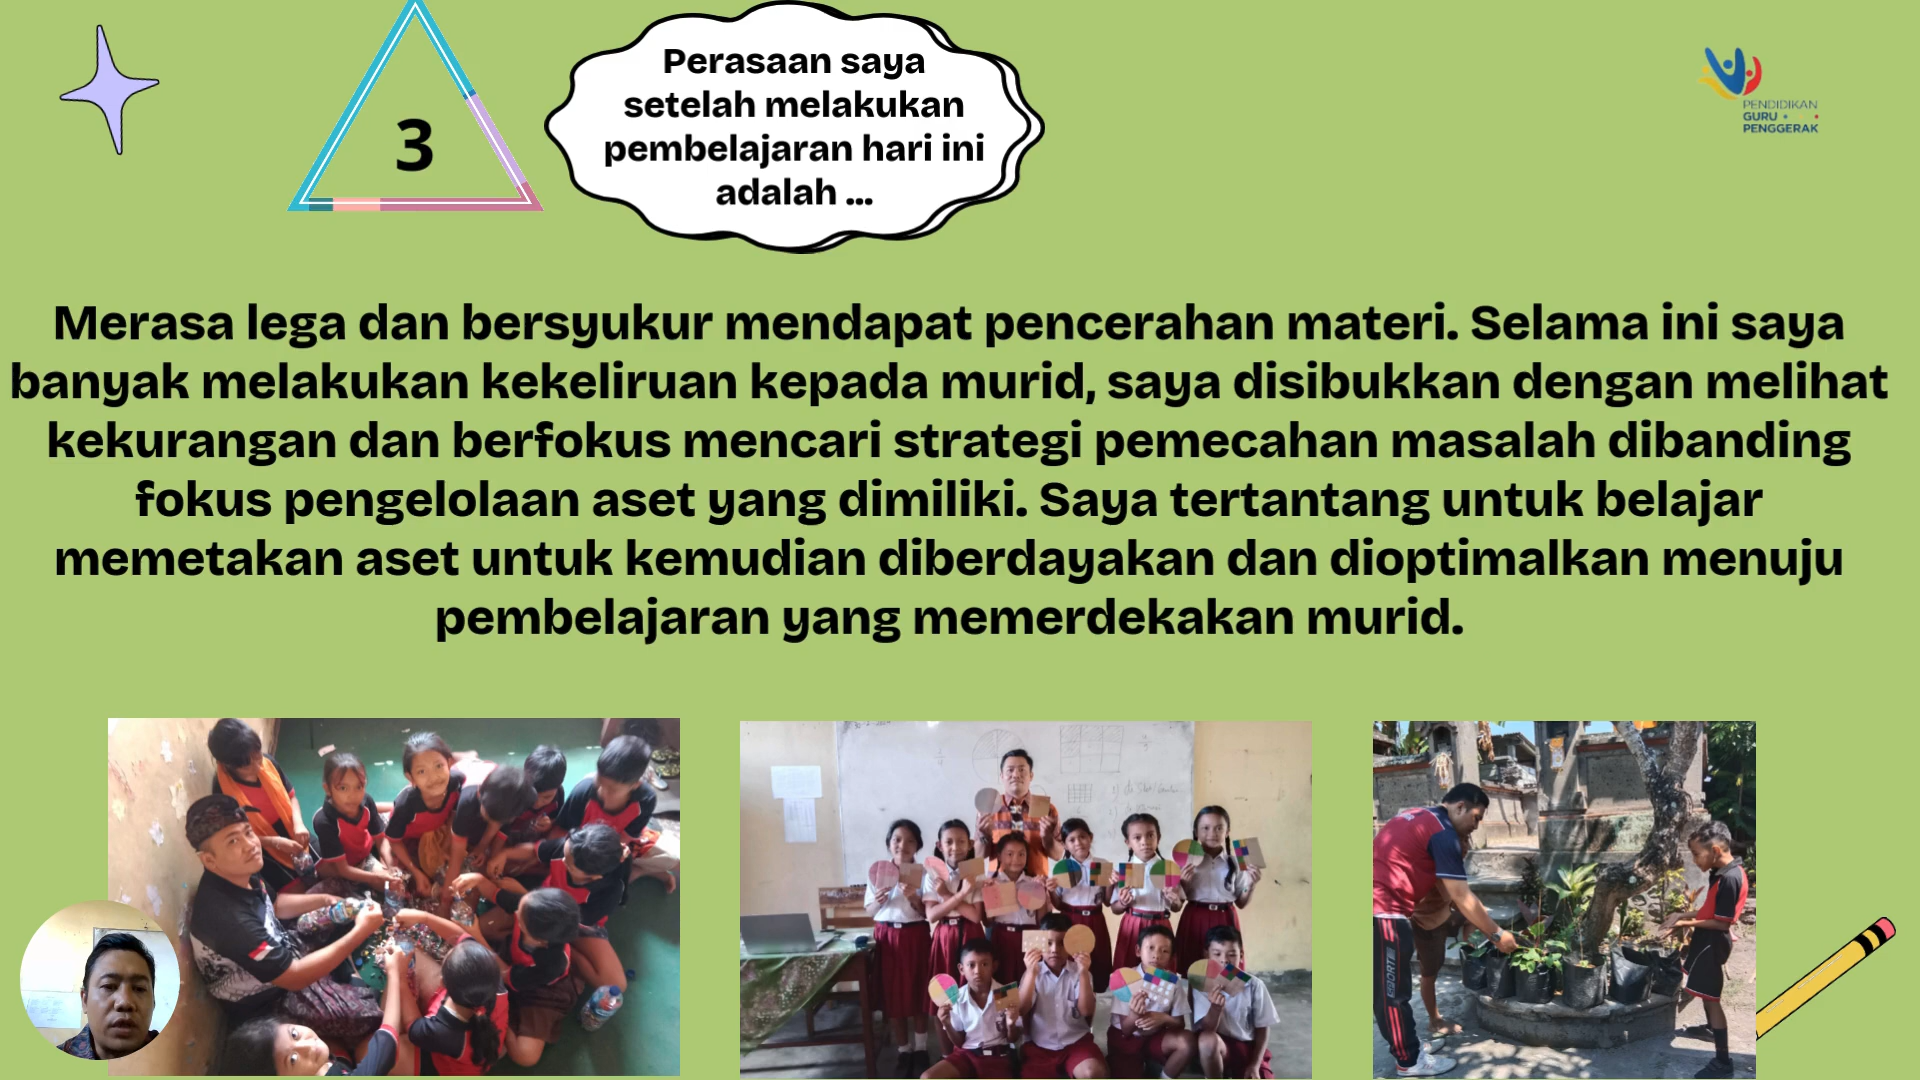 3
Perasaan saya
setelah melakukan
pembelajaran hari ini
adalah ...
PENDIDIKAN
GURU
PENGGERAK
Merasa lega dan bersyukur mendapat pencerahan materi. Selama ini saya
banyak melakukan kekeliruan kepada murid, saya disibukkan dengan melihat
kekurangan dan berfokus mencari strategi pemecahan masalah dibanding
fokus pengelolaan aset yang dimiliki. Saya tertantang untuk belajar
memetakan aset untuk kemudian diberdayakan dan dioptimalkan menuju
pembelajaran yang memerdekakan murid.